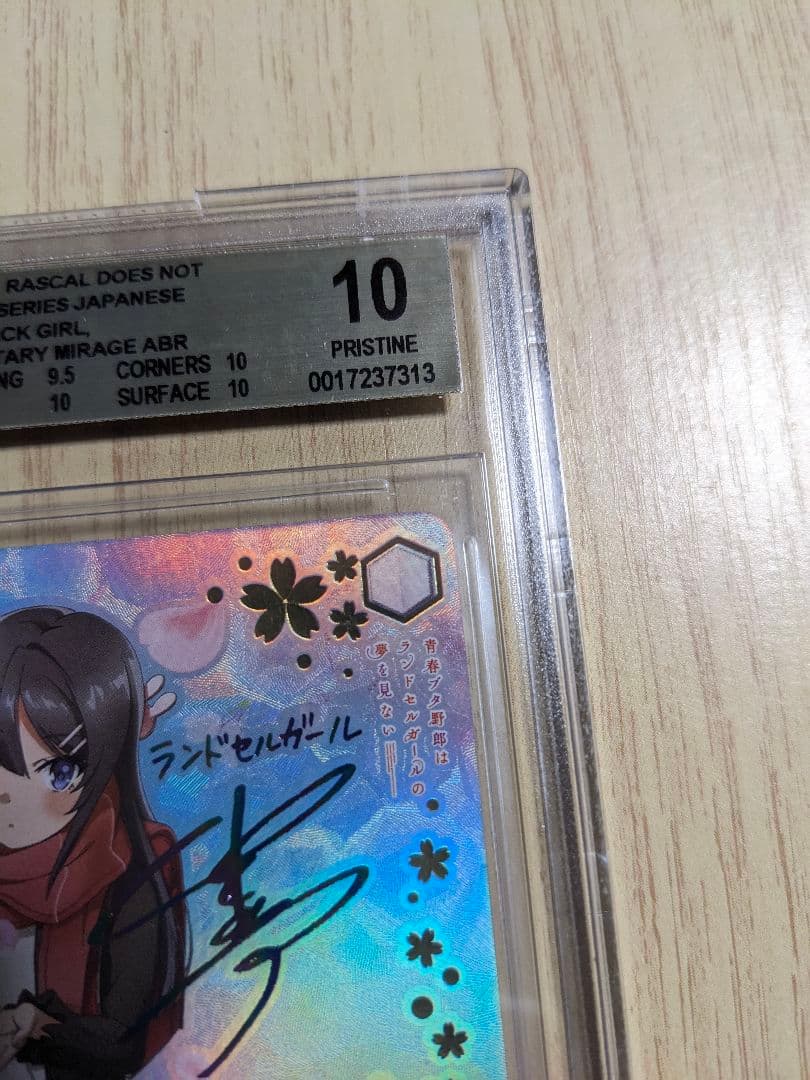 RASCAL DOES NOT
SERIES JAPANESE
CK GIRL,
TARY MIRAGE ABR
NG 9.5 CORNERS 10
10 SURFACE 10
10
PRISTINE
0017237313
青春ブタ野郎は
ランドセルガールの
夢を見ない
ランドセルガール